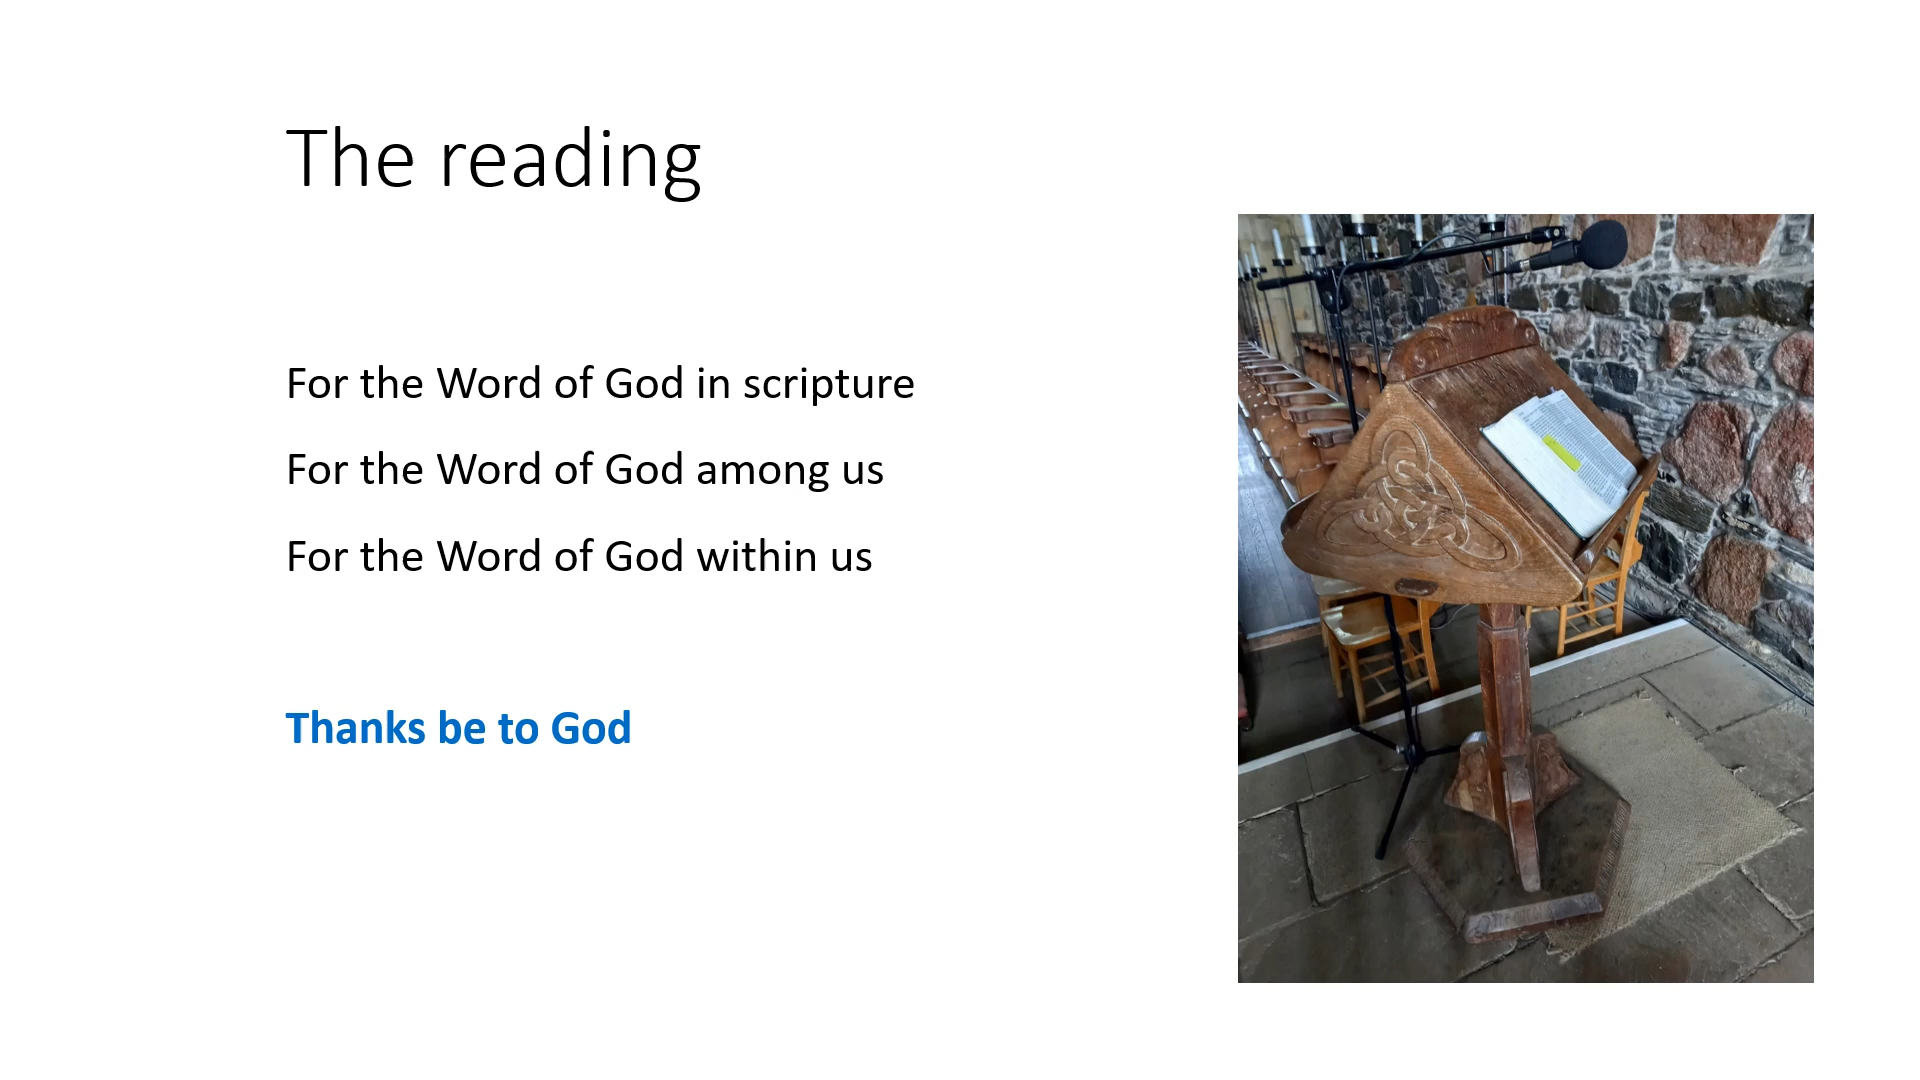 The reading
For the Word of God in scripture
For the Word of God among us
For the Word of God within us
Thanks be to God